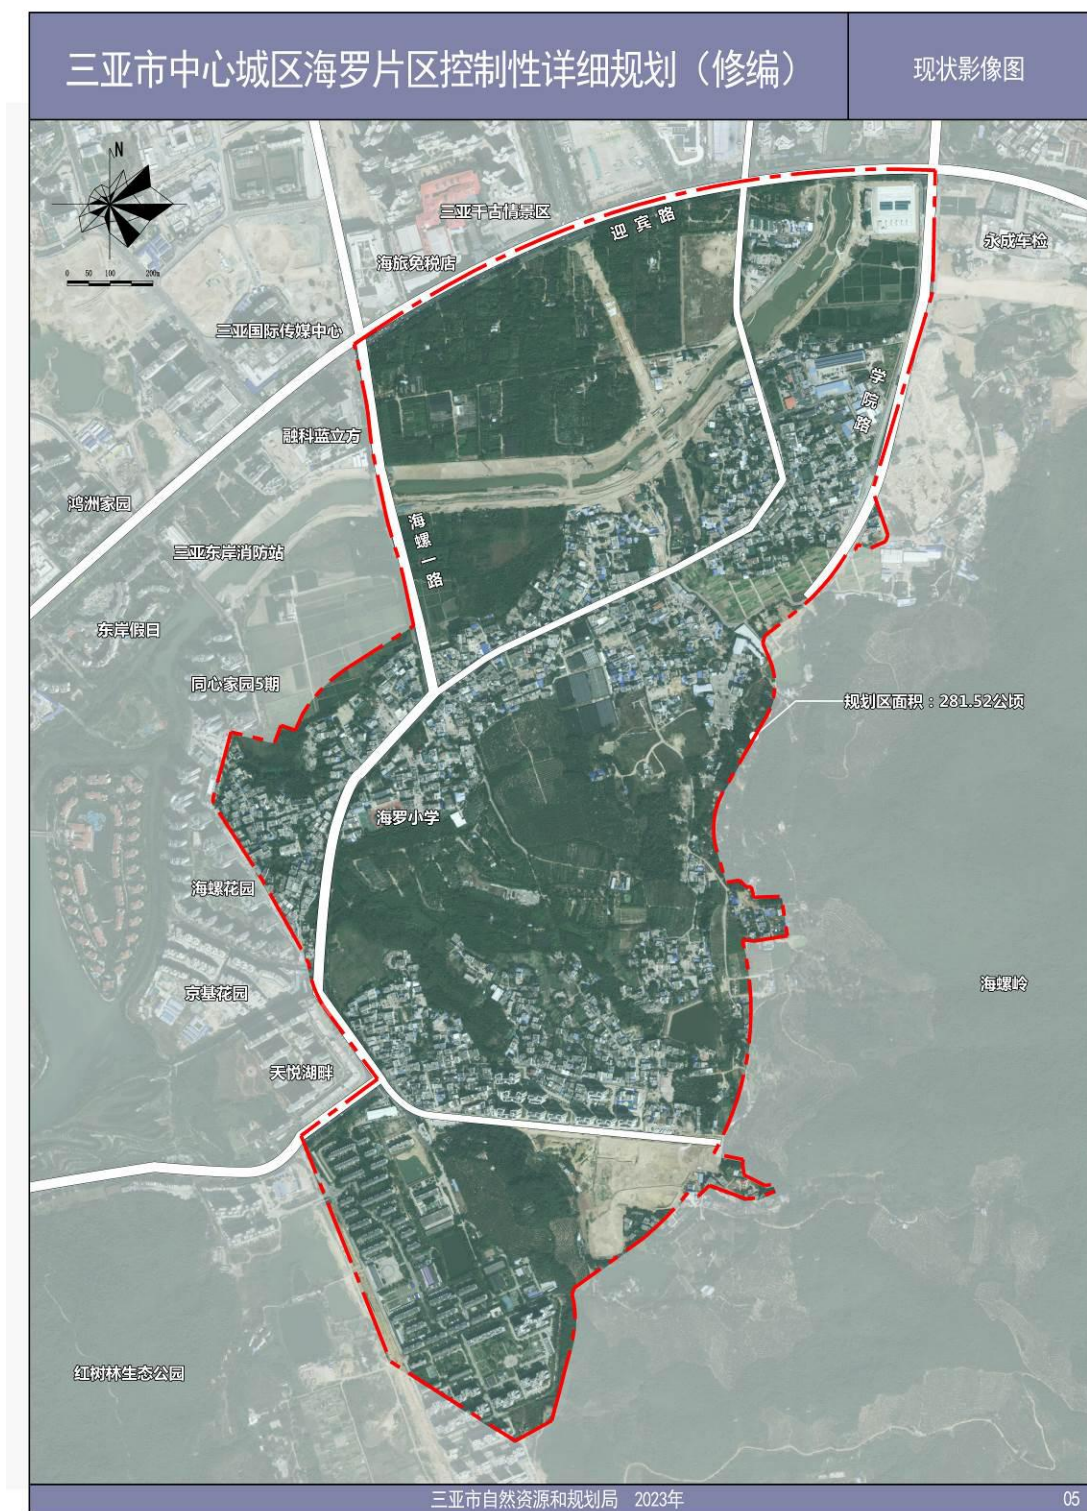 三亚市中心城区海罗片区控制性详细规划（修编）
现状影像图
N
0 50 100 200m
三亚千古情景区
迎宾路
永成车检
海旅免税店
三亚国际传媒中心
学院路
融科蓝立方
鸿洲家园
海螺一路
三亚东岸消防站
东岸假日
同心家园5期
规划区面积：281.52公顷
海罗小学
海螺花园
海螺岭
京基花园
天悦湖畔
红树林生态公园
三亚市自然资源和规划局 2023年
05